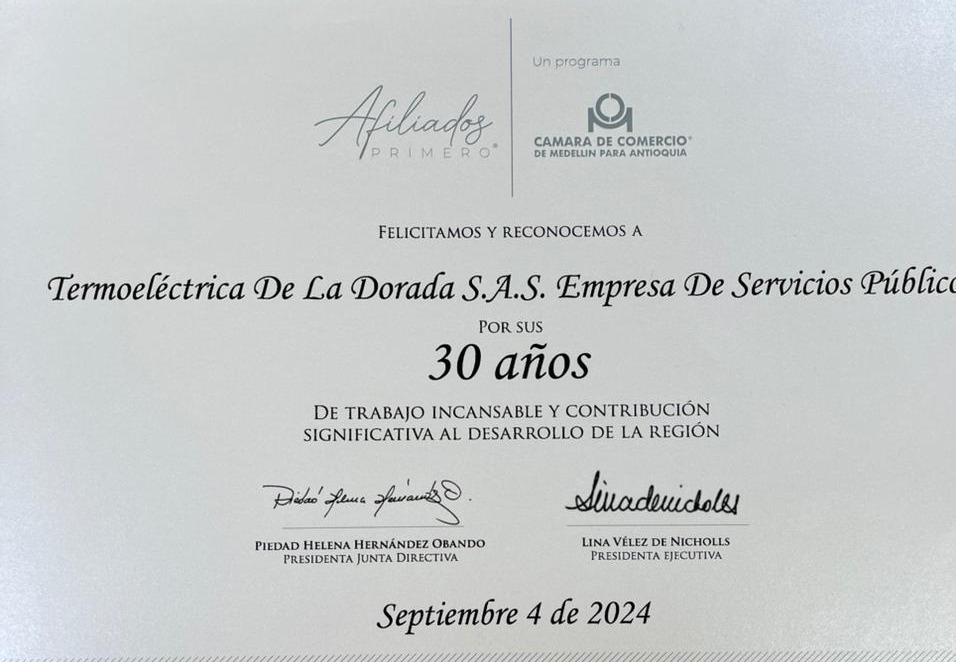 Un programa
Afiliados
PRIMERO®
CAMARA DE COMERCIO®
DE MEDELLIN PARA ANTIOQUIA
FELICITAMOS Y RECONOCEMOS A
Termoeléctrica De La Dorada S.A.S. Empresa De Servicios Público
POR SUS
30 años
DE TRABAJO INCANSABLE Y CONTRIBUCIÓN
SIGNIFICATIVA AL DESARROLLO DE LA REGIÓN
PIEDAD HELENA HERNÁNDEZ OBANDO
PRESIDENTA JUNTA DIRECTIVA
Linadenicholls
LINA VÉLEZ DE NICHOLLS
PRESIDENTA EJECUTIVA
Septiembre 4 de 2024